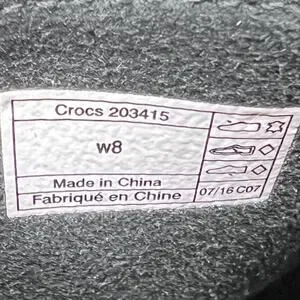 Crocs 203415
w8
Made in China
Fabriqué en Chine
07/16 C07